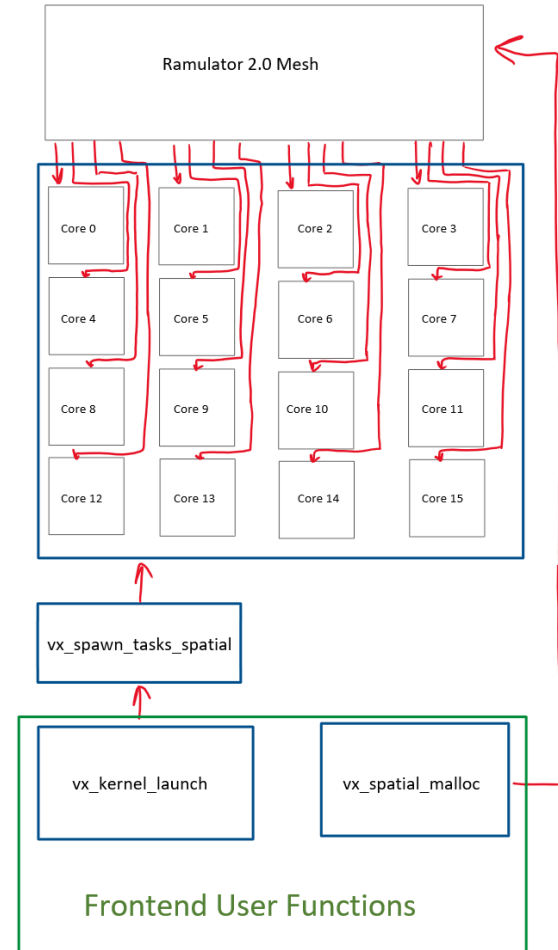 Ramulator 2.0 Mesh
Core 0
Core 1
Core 2
Core 3
Core 4
Core 5
Core 6
Core 7
Core 8
Core 9
Core 10
Core 11
Core 12
Core 13
Core 14
Core 15
vx_spawn_tasks_spatial
vx_kernel_launch
vx_spatial_malloc
Frontend User Functions